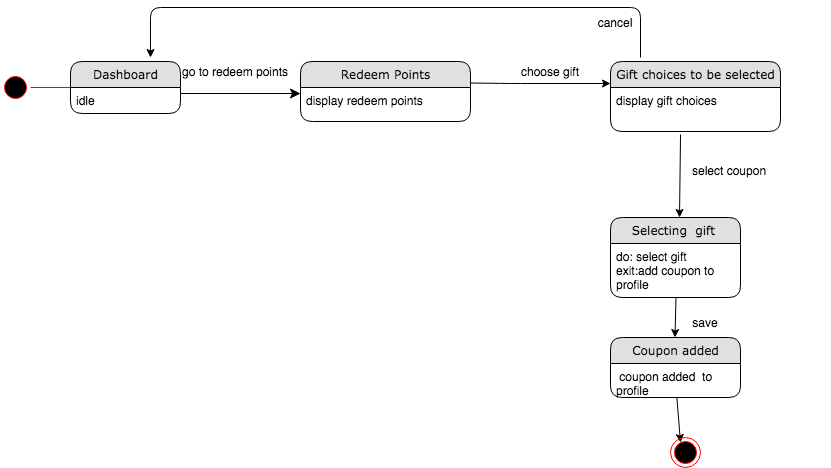 cancel
Dashboard
idle
go to redeem points
Redeem Points
display redeem points
choose gift
Gift choices to be selected
display gift choices
select coupon
Selecting gift
do: select gift
exit:add coupon to
profile
save
Coupon added
coupon added to
profile